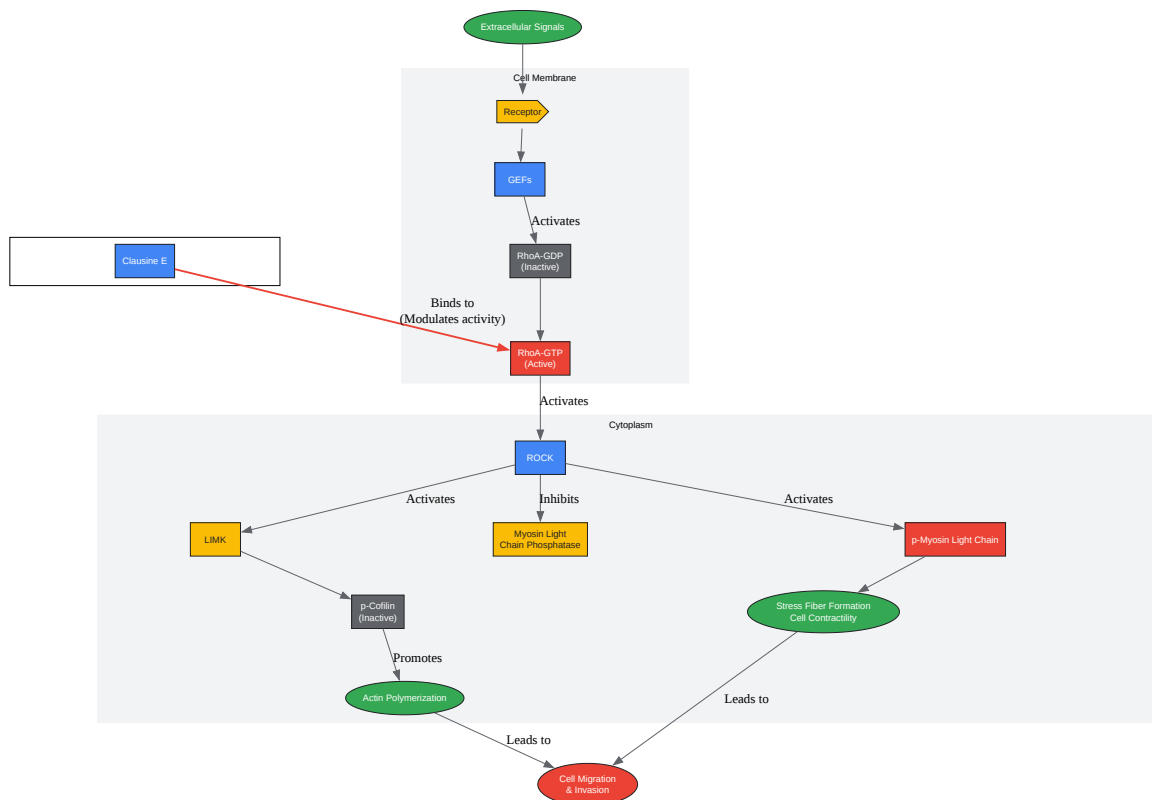 Extracellular Signals
Cell Membrane
Receptor
GEFs
Activates
RhoA-GDP
(Inactive)
Clausine E
Binds to
(Modulates activity)
RhoA-GTP
(Active)
Activates
Cytoplasm
ROCK
Activates
Inhibits
Activates
LIMK
Myosin Light
Chain Phosphatase
p-Myosin Light Chain
p-Cofilin
(Inactive)
Stress Fiber Formation
Cell Contractility
Promotes
Actin Polymerization
Leads to
Leads to
Cell Migration
& Invasion